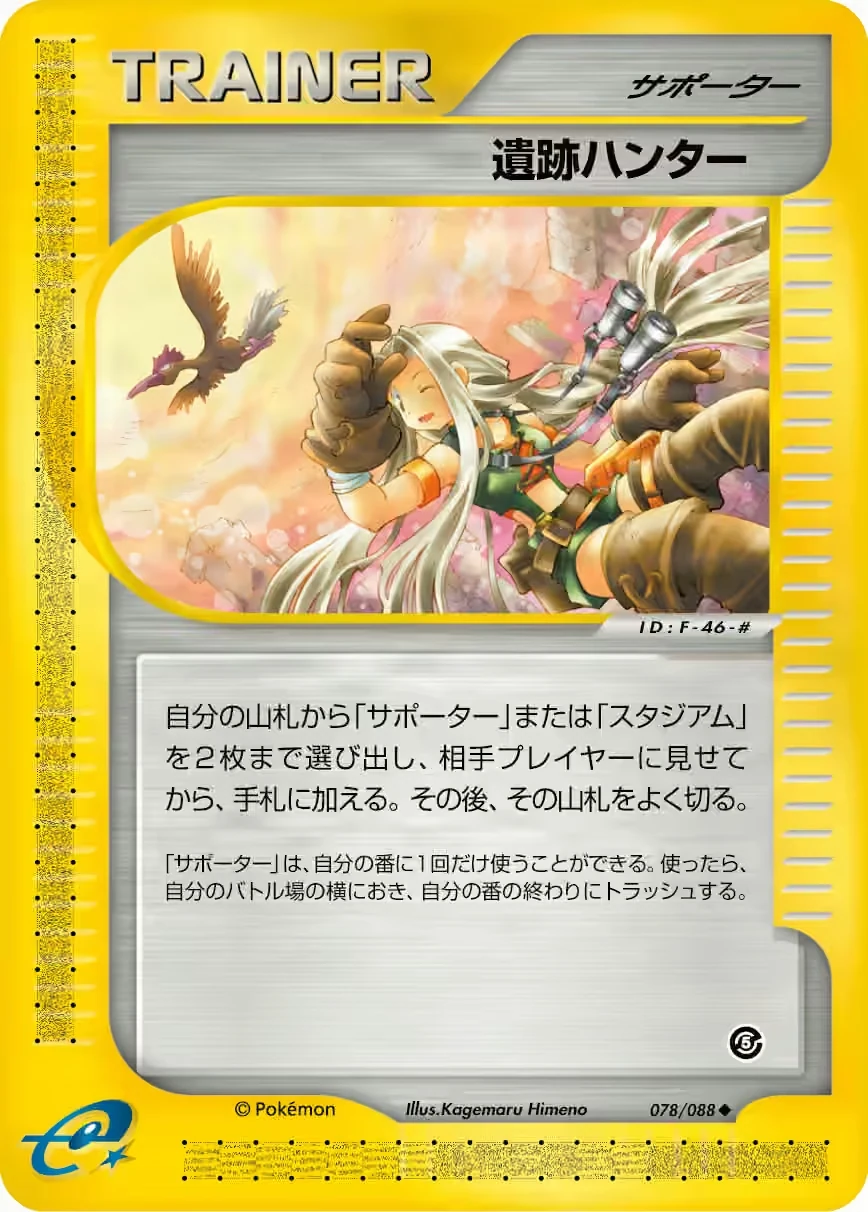 TRAINER
サポーター
遺跡ハンター
ID:F-46-#
自分の山札から「サポーター」または「スタジアム」
を2枚まで選び出し、相手プレイヤーに見せて
から、手札に加える。その後、その山札をよく切る。
「サポーター」は、自分の番に1回だけ使うことができる。使ったら、
自分のバトル場の横におき、自分の番の終わりにトラッシュする。
5
© Pokémon
Illus.Kagemaru Himeno
078/088◆
e